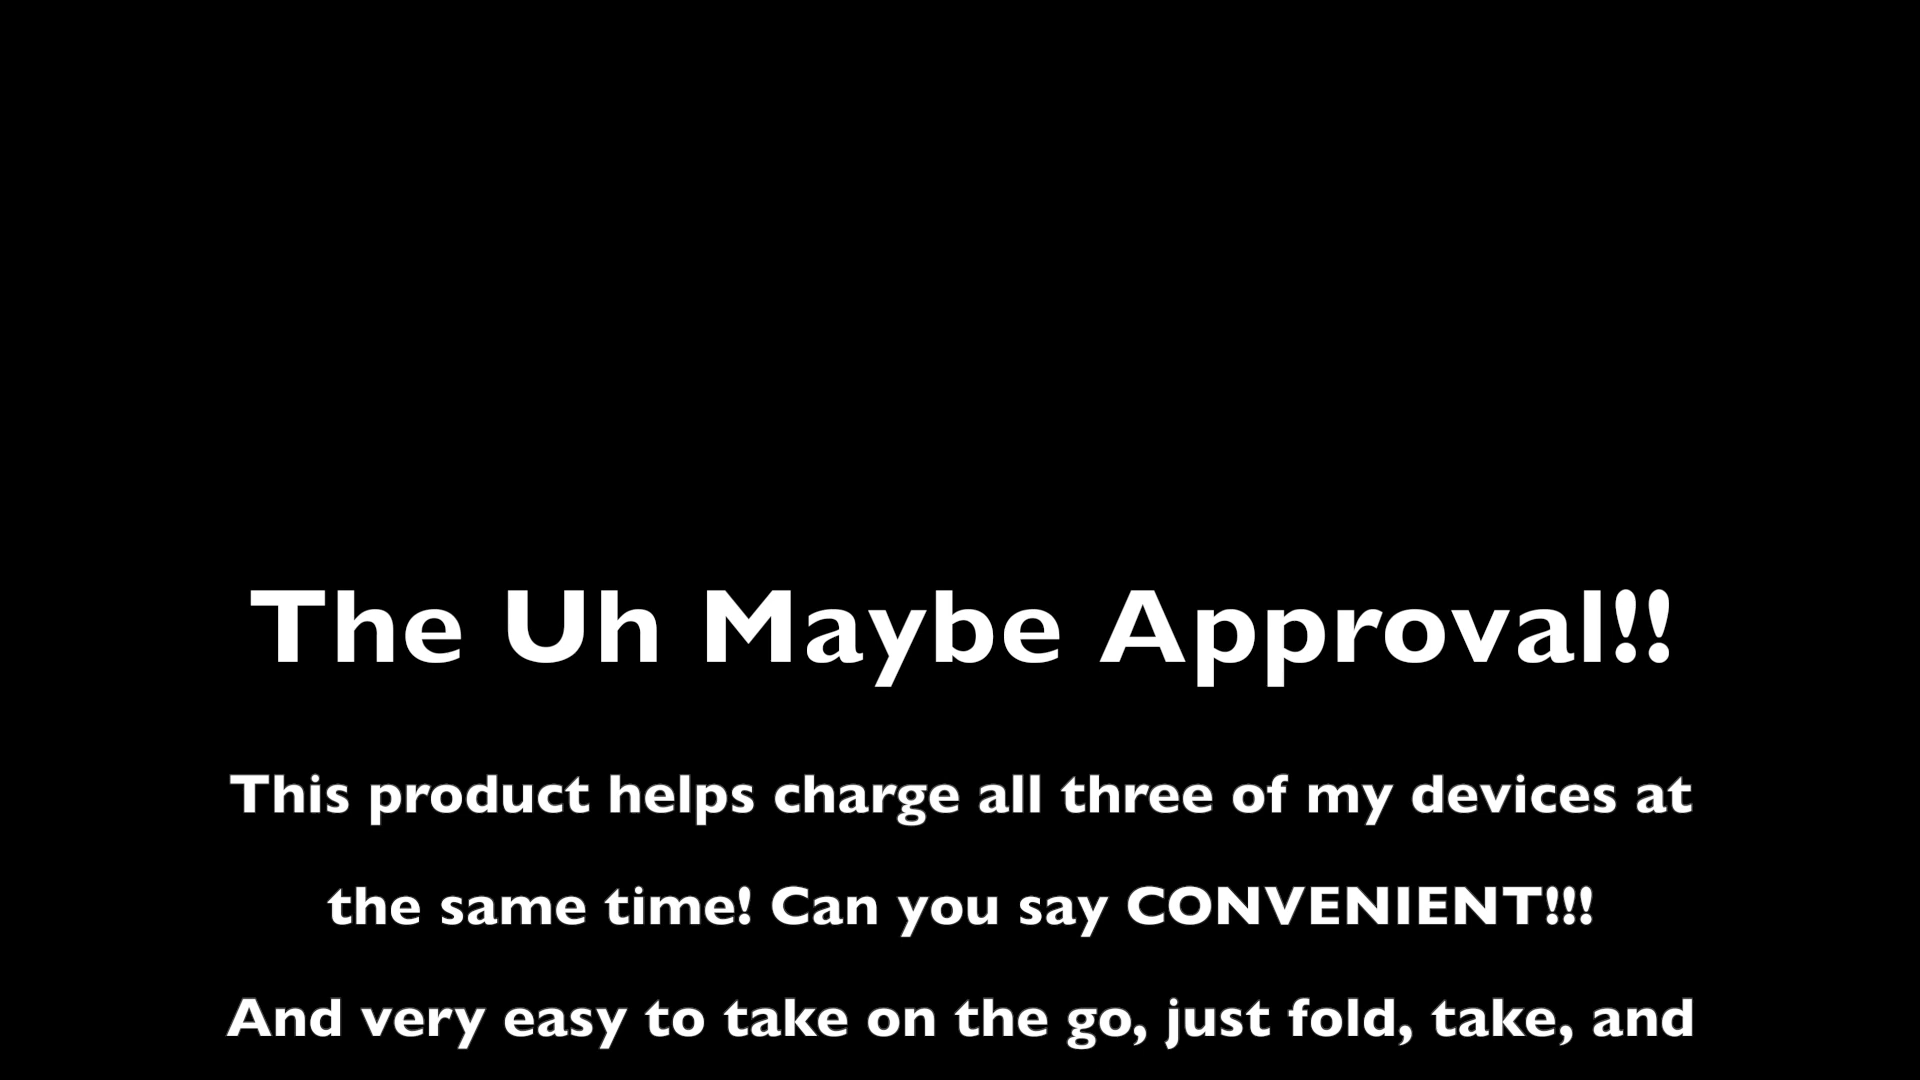 The Uh Maybe Approval!!
This product helps charge all three of my devices at
the same time! Can you say CONVENIENT!!!
And very easy to take on the go, just fold, take, and